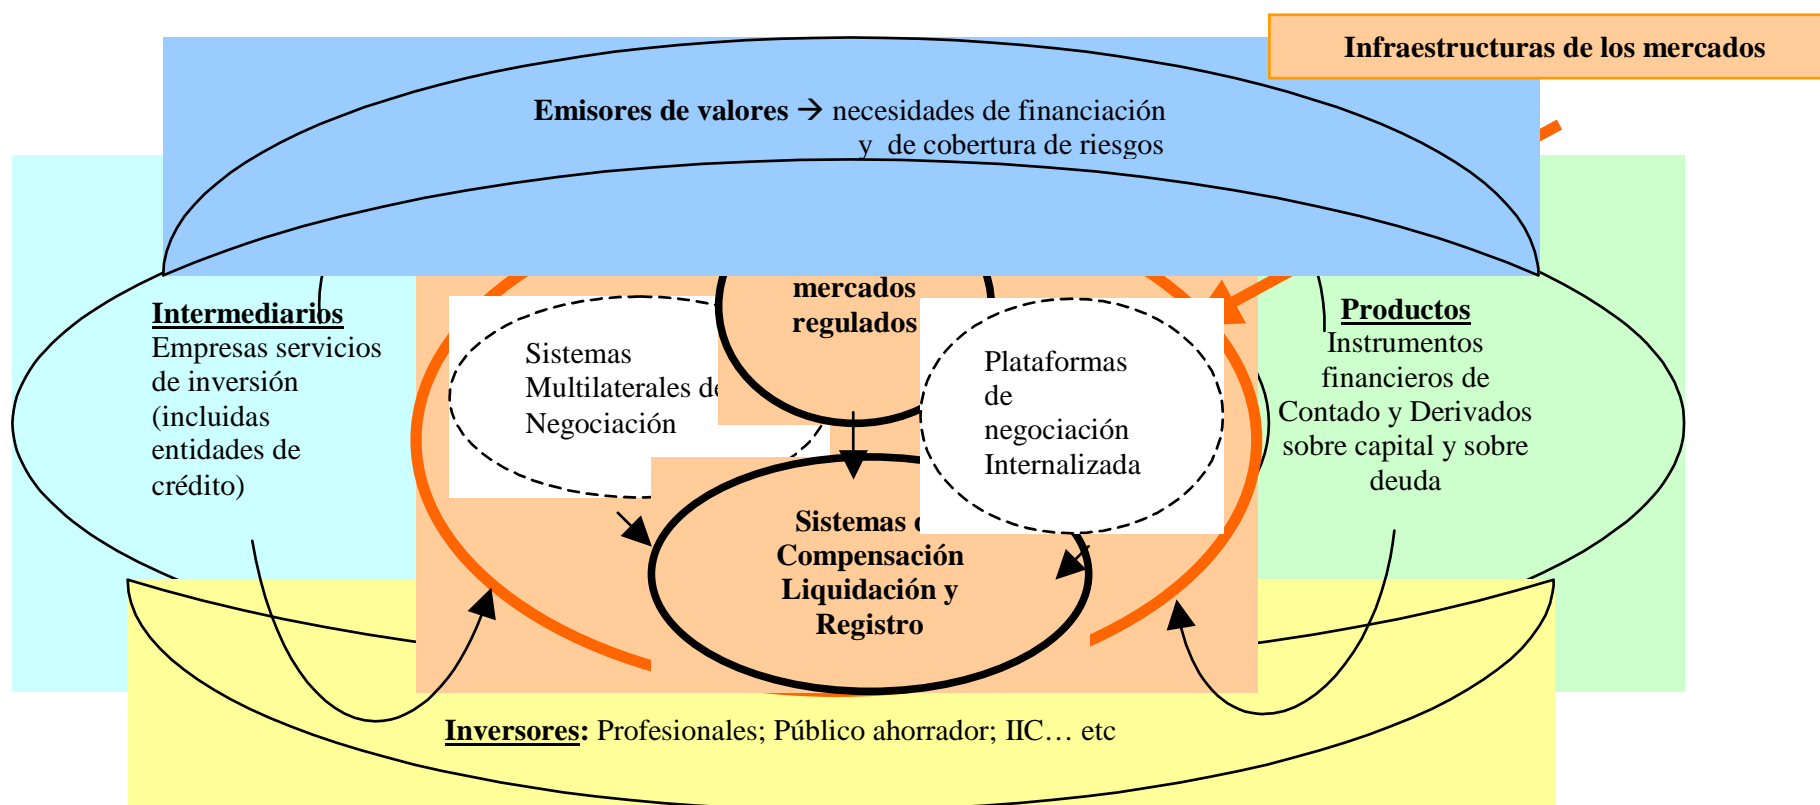 Infraestructuras de los mercados
Emisores de valores → necesidades de financiación
y de cobertura de riesgos
mercados
regulados
Intermediarios
Empresas servicios
de inversión
(incluidas
entidades de
crédito)
Sistemas
Multilaterales de
Negociación
Plataformas
de
negociación
Internalizada
Productos
Instrumentos
financieros de
Contado y Derivados
sobre capital y sobre
deuda
Sistemas
Compensación
Liquidación y
Registro
Inversores: Profesionales; Público ahorrador; IIC… etc